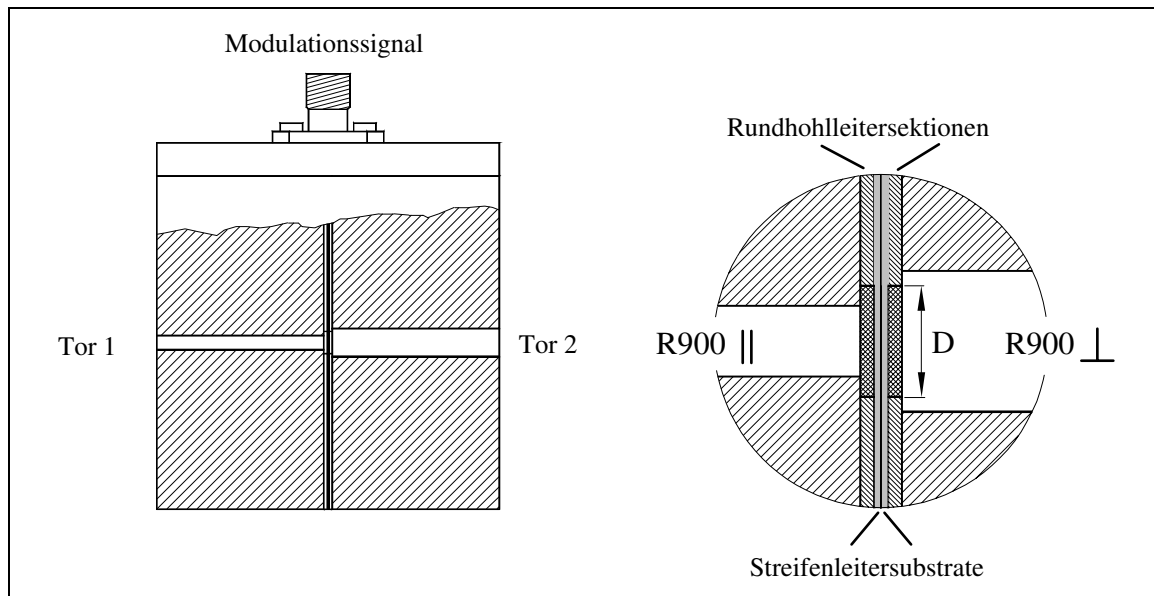 Modulationssignal
Rundhohlleitersektionen
Tor 1
Tor 2
R900 ||
D
R900 ⊥
Streifenleitersubstrate